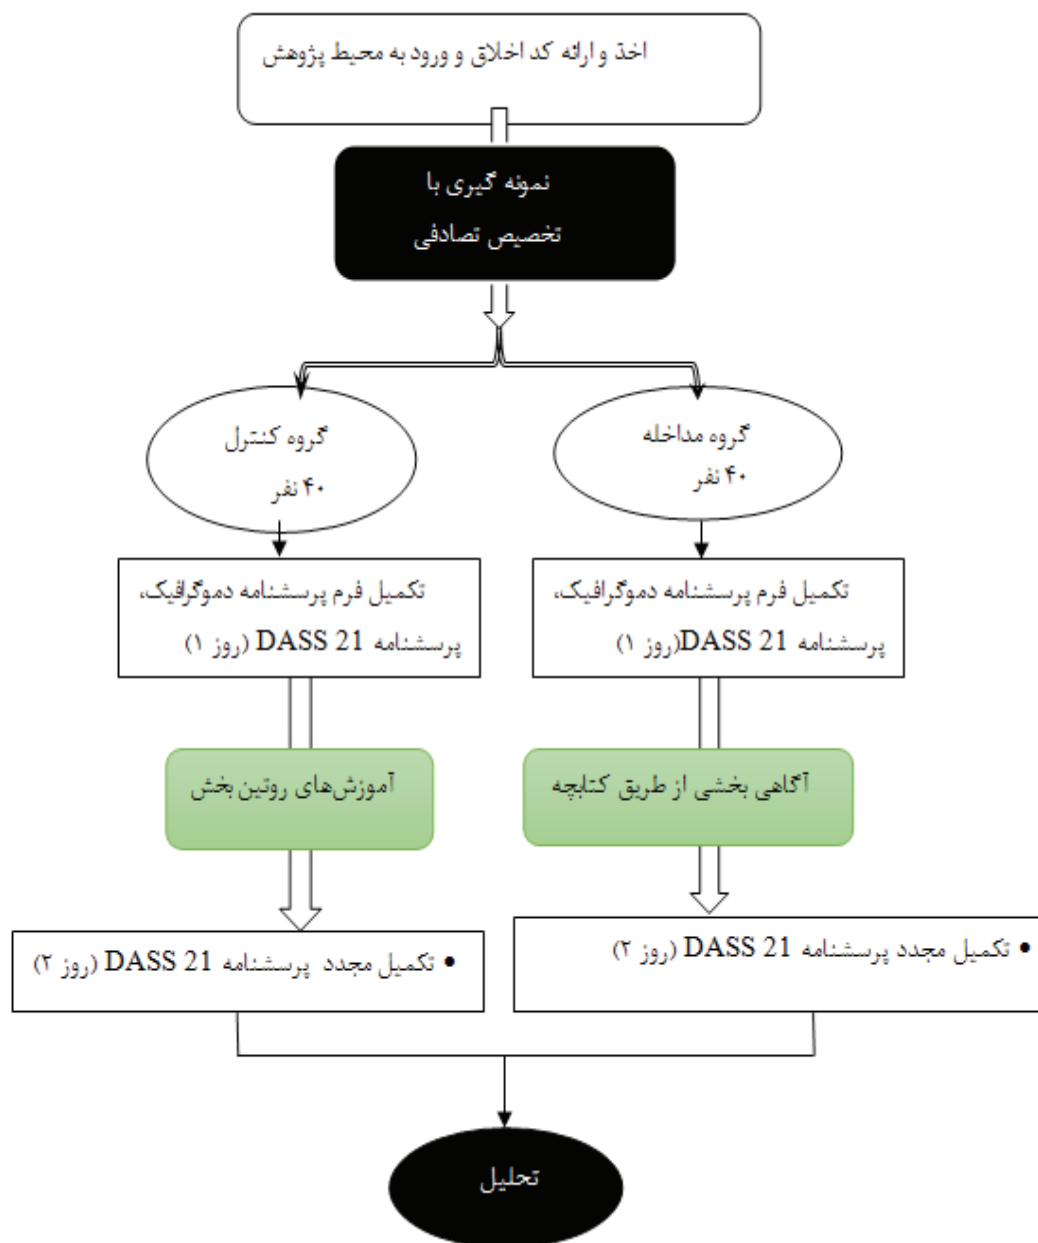 اخذ و ارائه کد اخلاق و ورود به محیط پژوهش
نمونه گیری با
تخصیص تصادفی
گروه مداخله
۴۰ نفر
گروه کنترل
۴۰ نفر
تکمیل فرم پرسشنامه دموگرافیک،
پرسشنامه DASS 21(روز ۱)
تکمیل فرم پرسشنامه دموگرافیک،
پرسشنامه DASS 21 (روز ۱)
آگاهی بخشی از طریق کتابچه
آموزش‌های روتین بخش
• تکمیل مجدد پرسشنامه DASS 21 (روز ۲)
• تکمیل مجدد پرسشنامه DASS 21 (روز ۲)
تحلیل